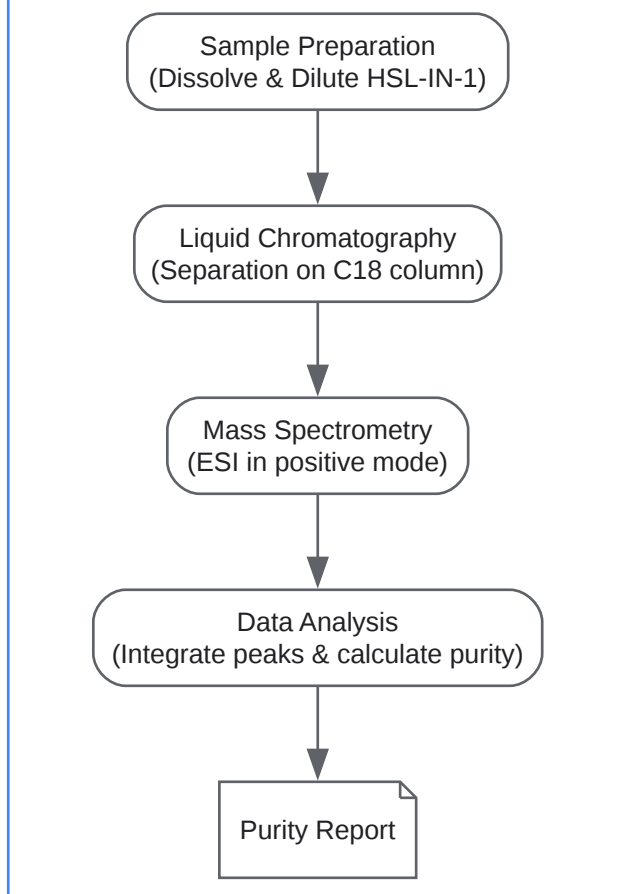 Sample Preparation
(Dissolve & Dilute HSL-IN-1)
Liquid Chromatography
(Separation on C18 column)
Mass Spectrometry
(ESI in positive mode)
Data Analysis
(Integrate peaks & calculate purity)
Purity Report